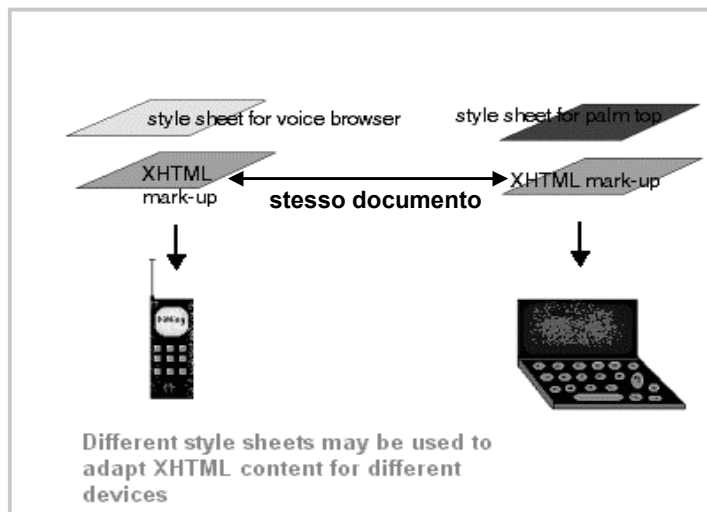 style sheet for voice browser
style sheet for palm top
XHTML
mark-up
stesso documento
XHTML mark-up
Different style sheets may be used to
adapt XHTML content for different
devices